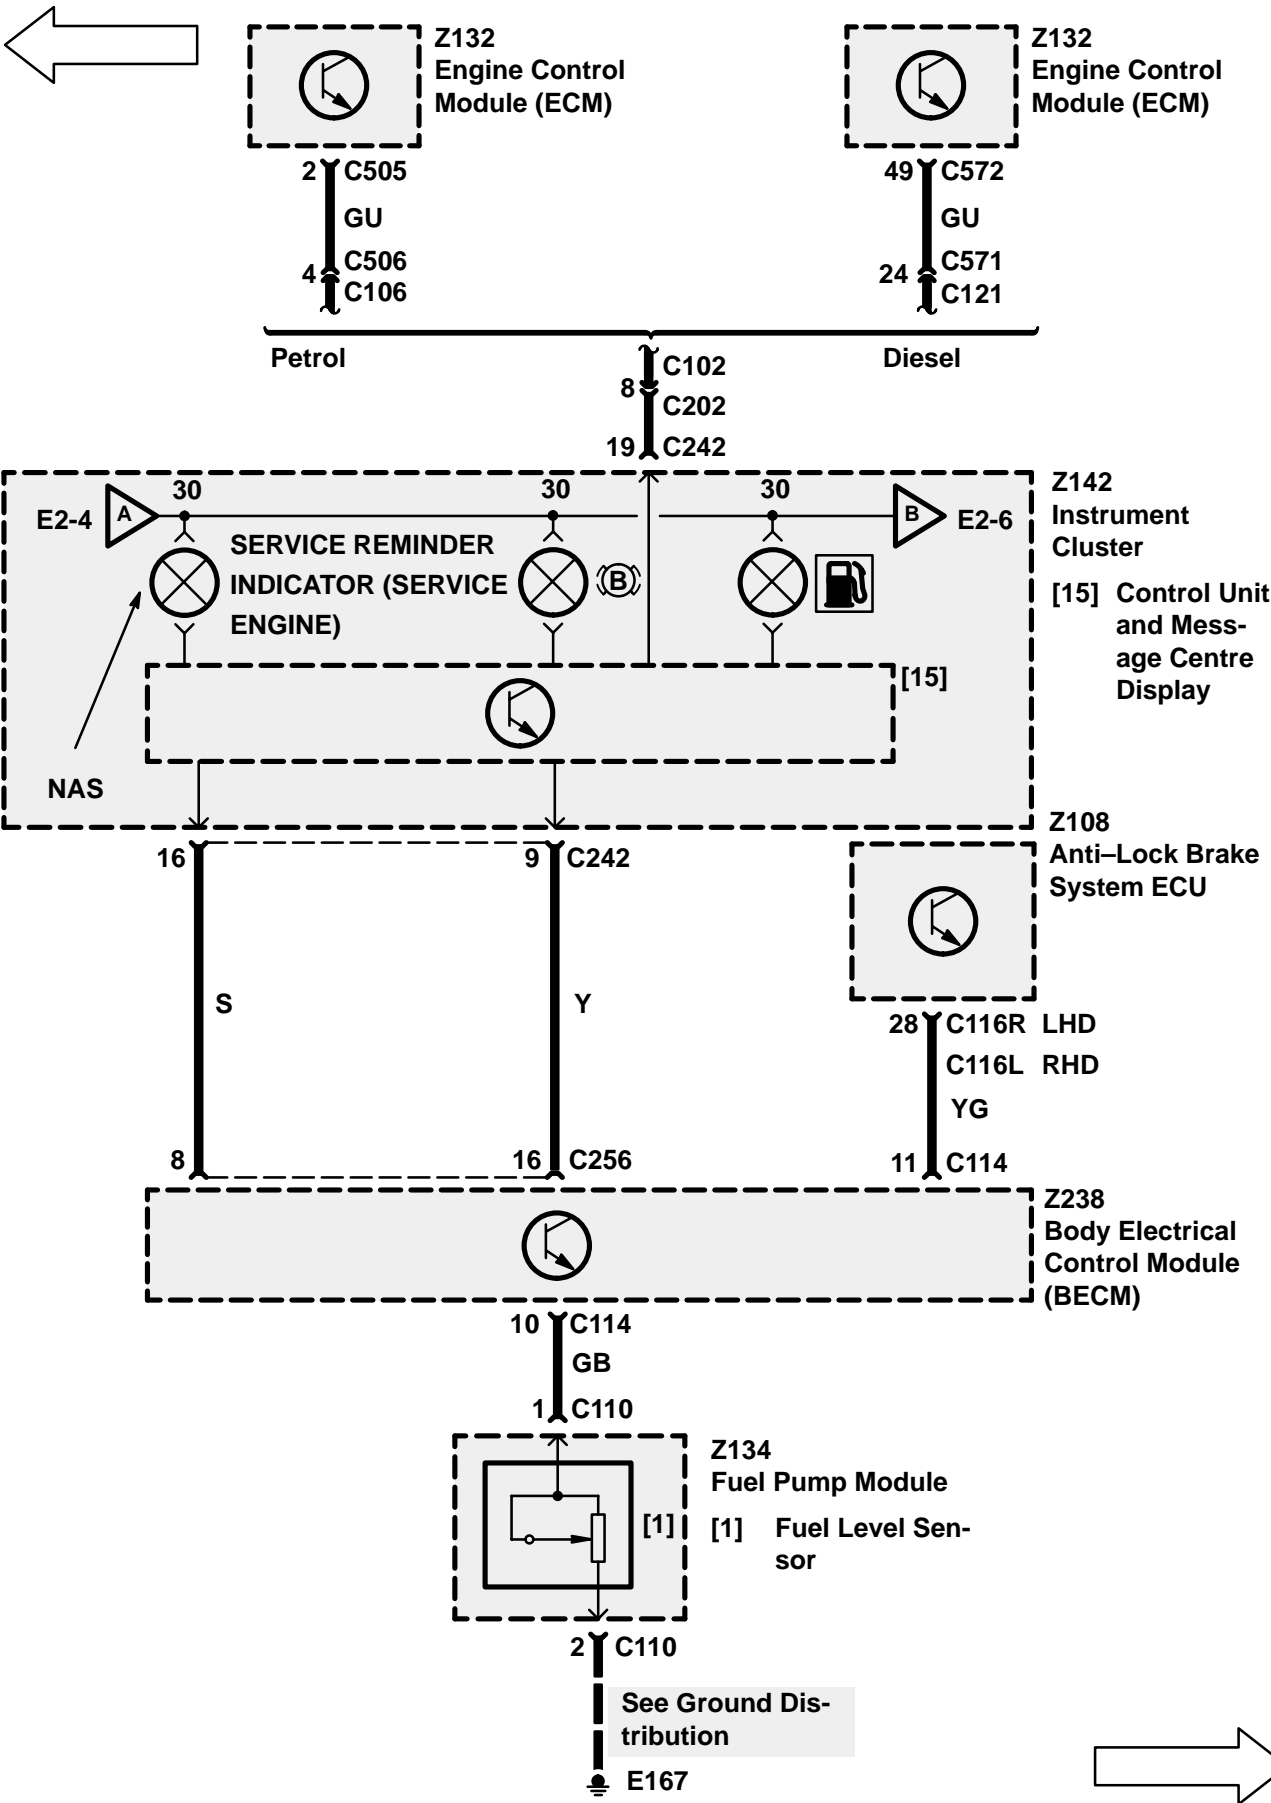 Z132
Engine Control
Module (ECM)
Z132
Engine Control
Module (ECM)
2 C505
GU
4 C506
C106
49 C572
GU
24 C571
C121
Petrol
Diesel
C102
8
C202
19 C242
Z142
Instrument
Cluster
[15] Control Unit
and Mess-
age Centre
Display
E2-4 A
30
30
30
B E2-6
SERVICE REMINDER
INDICATOR (SERVICE
ENGINE)
B
[15]
NAS
Z108
Anti–Lock Brake
System ECU
16
9 C242
S
Y
28 C116R LHD
C116L RHD
YG
8
16 C256
11 C114
Z238
Body Electrical
Control Module
(BECM)
10 C114
GB
1 C110
Z134
Fuel Pump Module
[1]
[1] Fuel Level Sen-
sor
2 C110
See Ground Dis-
tribution
E167